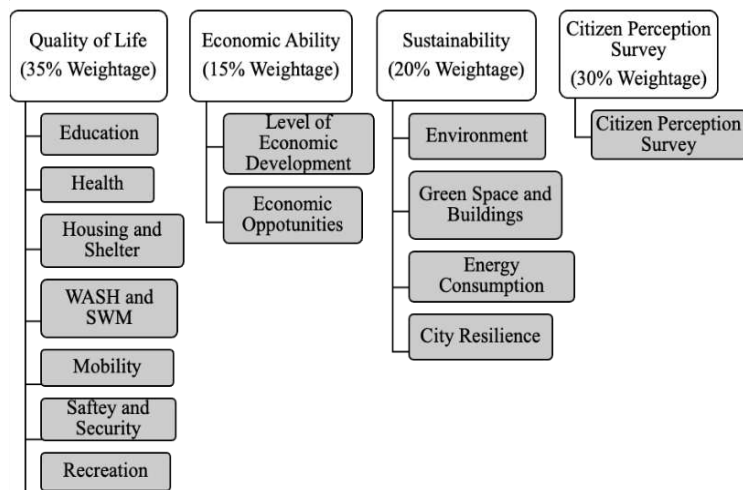 Quality of Life
(35% Weightage)
Education
Health
Housing and
Shelter
WASH and
SWM
Mobility
Saftey and
Security
Recreation
Economic Ability
(15% Weightage)
Level of
Economic
Development
Economic
Oppotunities
Sustainability
(20% Weightage)
Environment
Green Space and
Buildings
Energy
Consumption
City Resilience
Citizen Perception
Survey
(30% Weightage)
Citizen Perception
Survey